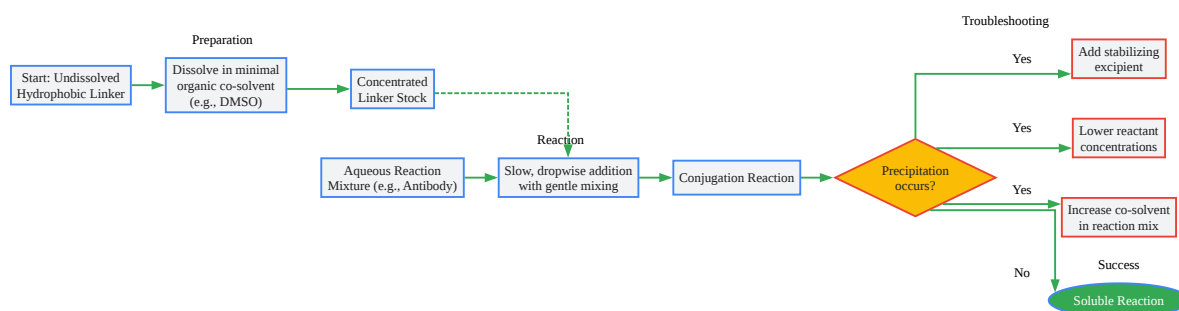 Troubleshooting
Preparation
Start: Undissolved
Hydrophobic Linker
Dissolve in minimal
organic co-solvent
(e.g., DMSO)
Concentrated
Linker Stock
Reaction
Aqueous Reaction
Mixture (e.g., Antibody)
Slow, dropwise addition
with gentle mixing
Conjugation Reaction
Precipitation
occurs?
Yes
Add stabilizing
excipient
Yes
Lower reactant
concentrations
Yes
Increase co-solvent
in reaction mix
No
Success
Soluble Reaction